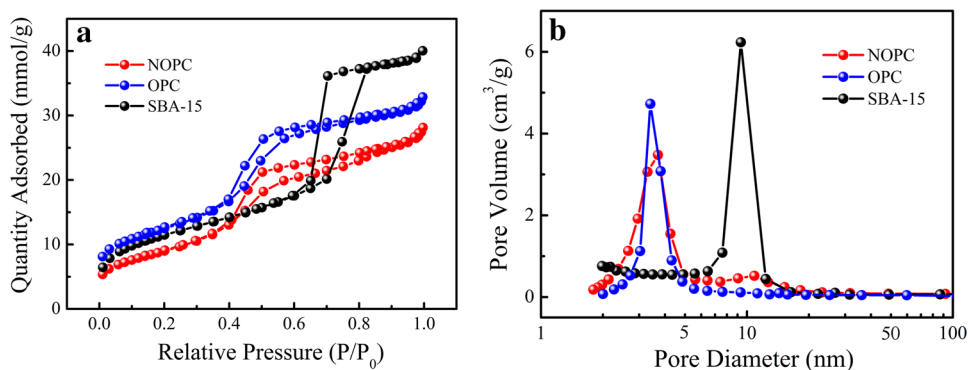 a
Quantity Adsorbed (mmol/g)
40
30
20
10
0
NOPC
OPC
SBA-15
0.0 0.2 0.4 0.6 0.8 1.0
Relative Pressure (P/P₀)
b
Pore Volume (cm³/g)
6
4
2
0
NOPC
OPC
SBA-15
1 5 10 50 100
Pore Diameter (nm)